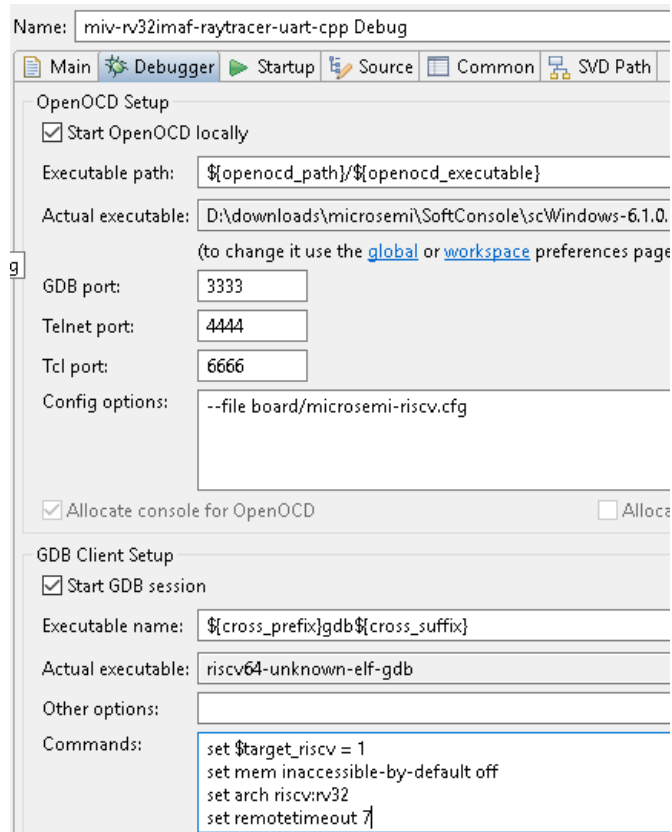 Name: miv-rv32imaf-raytracer-uart-cpp Debug
Main Debugger Startup Source Common SVD Path
OpenOCD Setup
Start OpenOCD locally
Executable path: ${openocd_path}/${openocd_executable}
Actual executable: D:\downloads\microsemi\SoftConsole\scWindows-6.1.0.
(to change it use the global or workspace preferences page
g
GDB port: 3333
Telnet port: 4444
Tcl port: 6666
Config options: --file board/microsemi-riscv.cfg
Allocate console for OpenOCD Alloca
GDB Client Setup
Start GDB session
Executable name: ${cross_prefix}gdb${cross_suffix}
Actual executable: riscv64-unknown-elf-gdb
Other options:
Commands: set $target_riscv = 1
set mem inaccessible-by-default off
set arch riscv:rv32
set remotetimeout 7